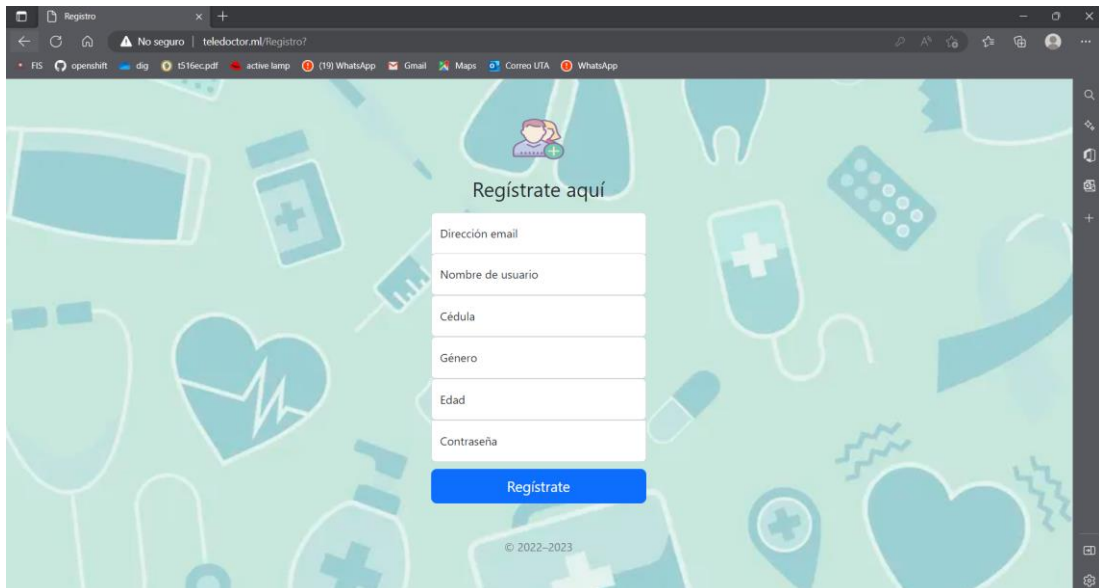 Registro
No seguro | teledoctor.ml/Registro?
FIS openshift dig t516ec.pdf active lamp (19) WhatsApp Gmail Maps Correo UTA WhatsApp
Regístrate aquí
Dirección email
Nombre de usuario
Cédula
Género
Edad
Contraseña
Regístrate
© 2022–2023